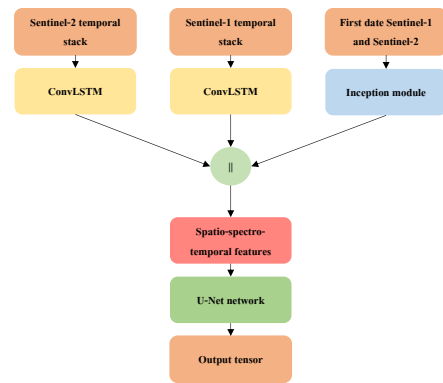 Sentinel-2 temporal
stack
Sentinel-1 temporal
stack
First date Sentinel-1
and Sentinel-2
ConvLSTM
ConvLSTM
Inception module
||
Spatio-spectro-
temporal features
U-Net network
Output tensor